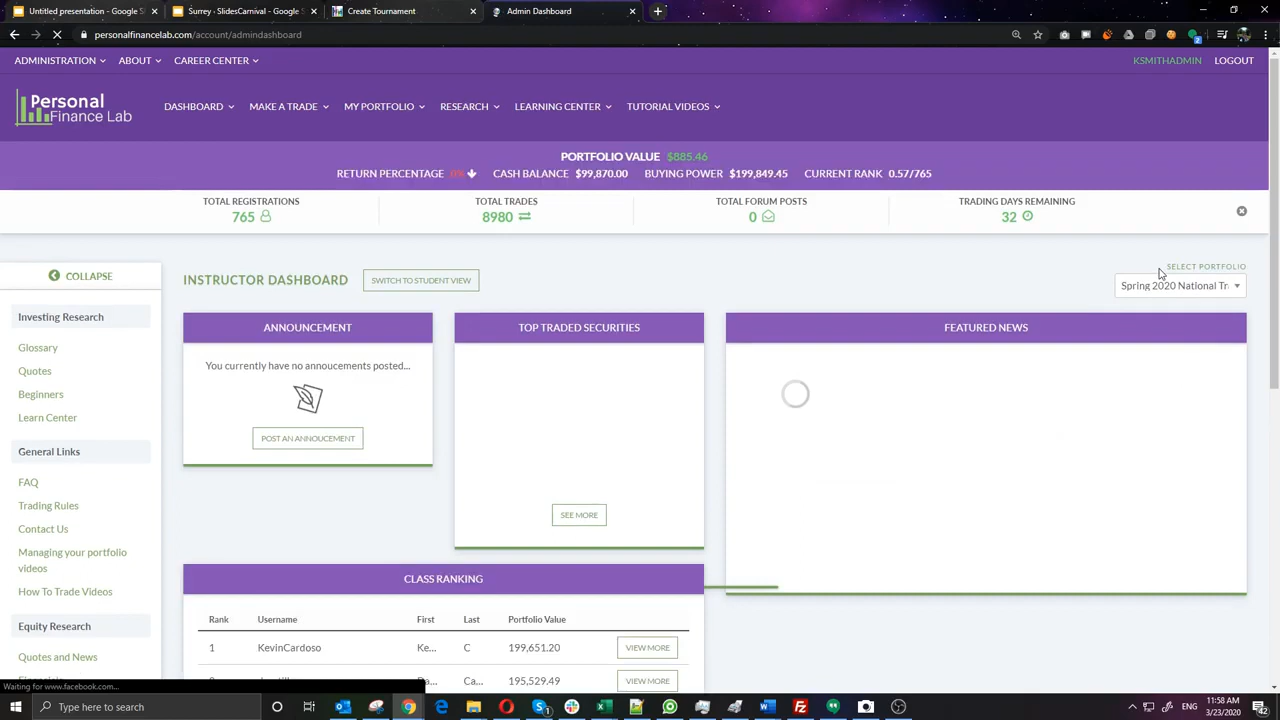 National Presentation - Google S
Survey - Slimdall - Google Slides
Create Tournament
Admin Dashboard
personalfinancelab.com/account/admindashboard
ADMINISTRATION ABOUT CAREER CENTER KSMITHADMIN LOGOUT
Personal Finance Lab
DASHBOARD MAKE A TRADE MY PORTFOLIO RESEARCH LEARNING CENTER TUTORIAL VIDEOS
PORTFOLIO VALUE $885.46
RETURN PERCENTAGE CASH BALANCE $99,870.00 BUYING POWER $199,849.45 CURRENT RANK 0.57/765
TOTAL REGISTRATIONS TOTAL TRADES TOTAL FORUM POSTS TRADING DAYS REMAINING
765 8980 0 32
COLLAPSE
INSTRUCTOR DASHBOARD SWITCH TO STUDENT VIEW
SELECT PORTFOLIO
Spring 2020 National Tr
Investing Research
Glossary
Quotes
Beginners
Learn Center
General Links
FAQ
Trading Rules
Contact Us
Managing your portfolio
videos
How To Trade Videos
Equity Research
Quotes and News
ANNOUNCEMENT
You currently have no annoucements posted...
POST AN ANNOUCEMENT
TOP TRADED SECURITIES
SEE MORE
FEATURED NEWS
CLASS RANKING
Rank Username First Last Portfolio Value
1 KevinCardoso Ke... C 199,651.20 VIEW MORE
Ca... 195,529.49 VIEW MORE
Waiting for www.facebook.com...
Type here to search
ENG
11:58 AM
3/23/2020